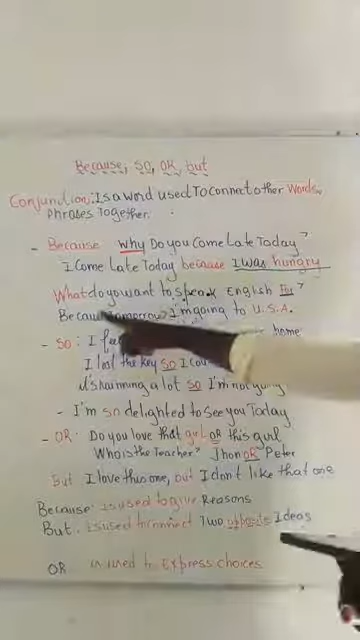 Because, SO, OR, but
Conjunction: Is a word used To connect other Words,
Phrases Together.
- Because why Do you Come Late Today ?
I Come Late Today because I was hungry
What do you want to speak English For ?
Because tomorrow I'm going to U.S.A.
- SO: I home
I lost the key SO I
a lot so I'm not going
- I'm so delighted to See you Today
- OR Do you love that girl OR this girl
Who is the Teacher? Jhon OR Peter
But I love this one, but I don't like that one
Because is used to give Reasons
But is used to connect Two opposite Ideas
OR is used to Express choices